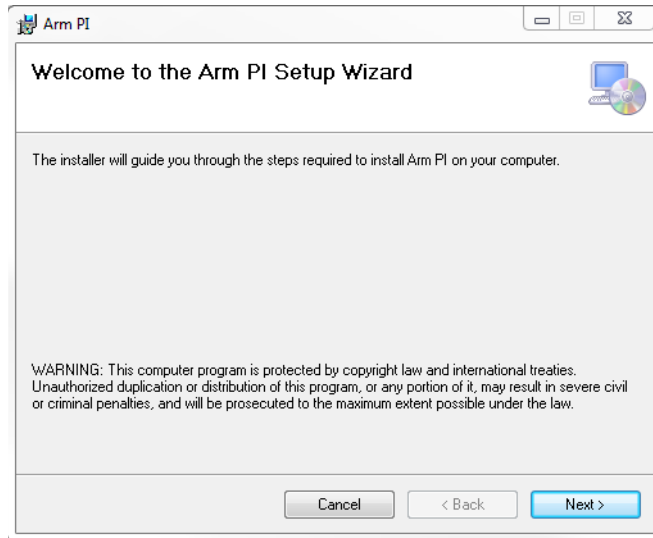 Arm PI
Welcome to the Arm PI Setup Wizard
The installer will guide you through the steps required to install Arm PI on your computer.
WARNING: This computer program is protected by copyright law and international treaties.
Unauthorized duplication or distribution of this program, or any portion of it, may result in severe civil
or criminal penalties, and will be prosecuted to the maximum extent possible under the law.
Cancel < Back Next >